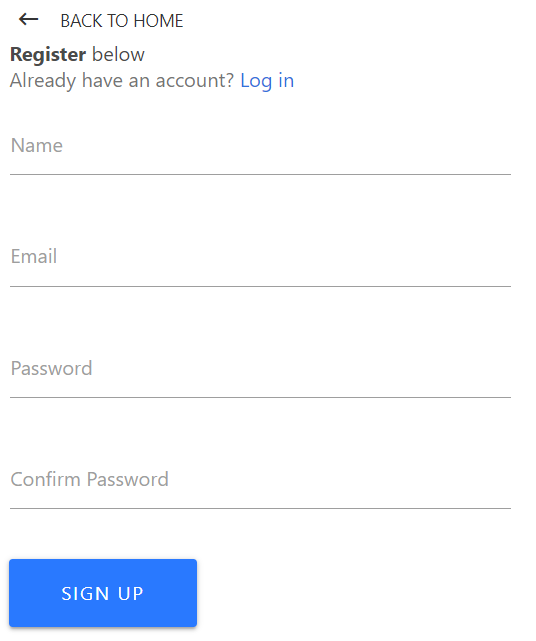 ← BACK TO HOME
Register below
Already have an account? Log in
Name
Email
Password
Confirm Password
SIGN UP